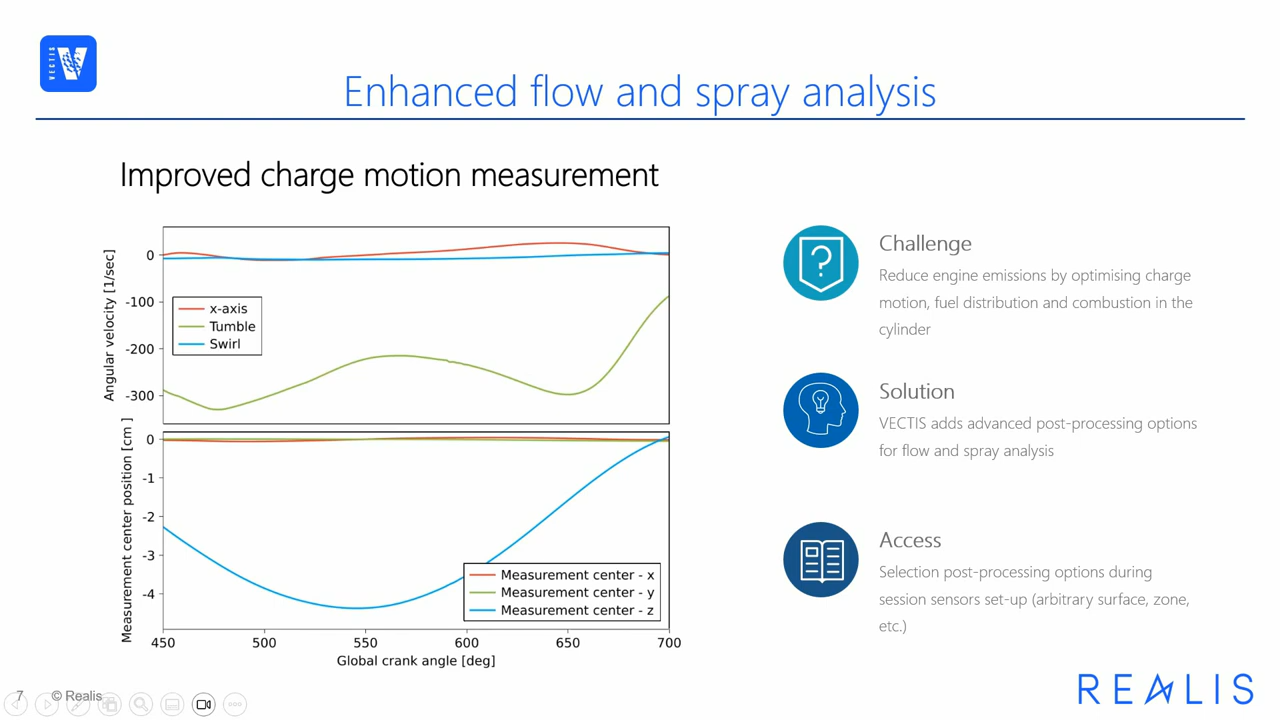 VECTIS
Enhanced flow and spray analysis
Improved charge motion measurement
Angular velocity [1/sec]
0
-100
-200
-300
x-axis
Tumble
Swirl
Measurement center position [cm ]
0
-1
-2
-3
-4
Measurement center - x
Measurement center - y
Measurement center - z
450 500 550 600 650 700
Global crank angle [deg]
Challenge
Reduce engine emissions by optimising charge
motion, fuel distribution and combustion in the
cylinder
Solution
VECTIS adds advanced post-processing options
for flow and spray analysis
Access
Selection post-processing options during
session sensors set-up (arbitrary surface, zone,
etc.)
7 © Realis
REALIS